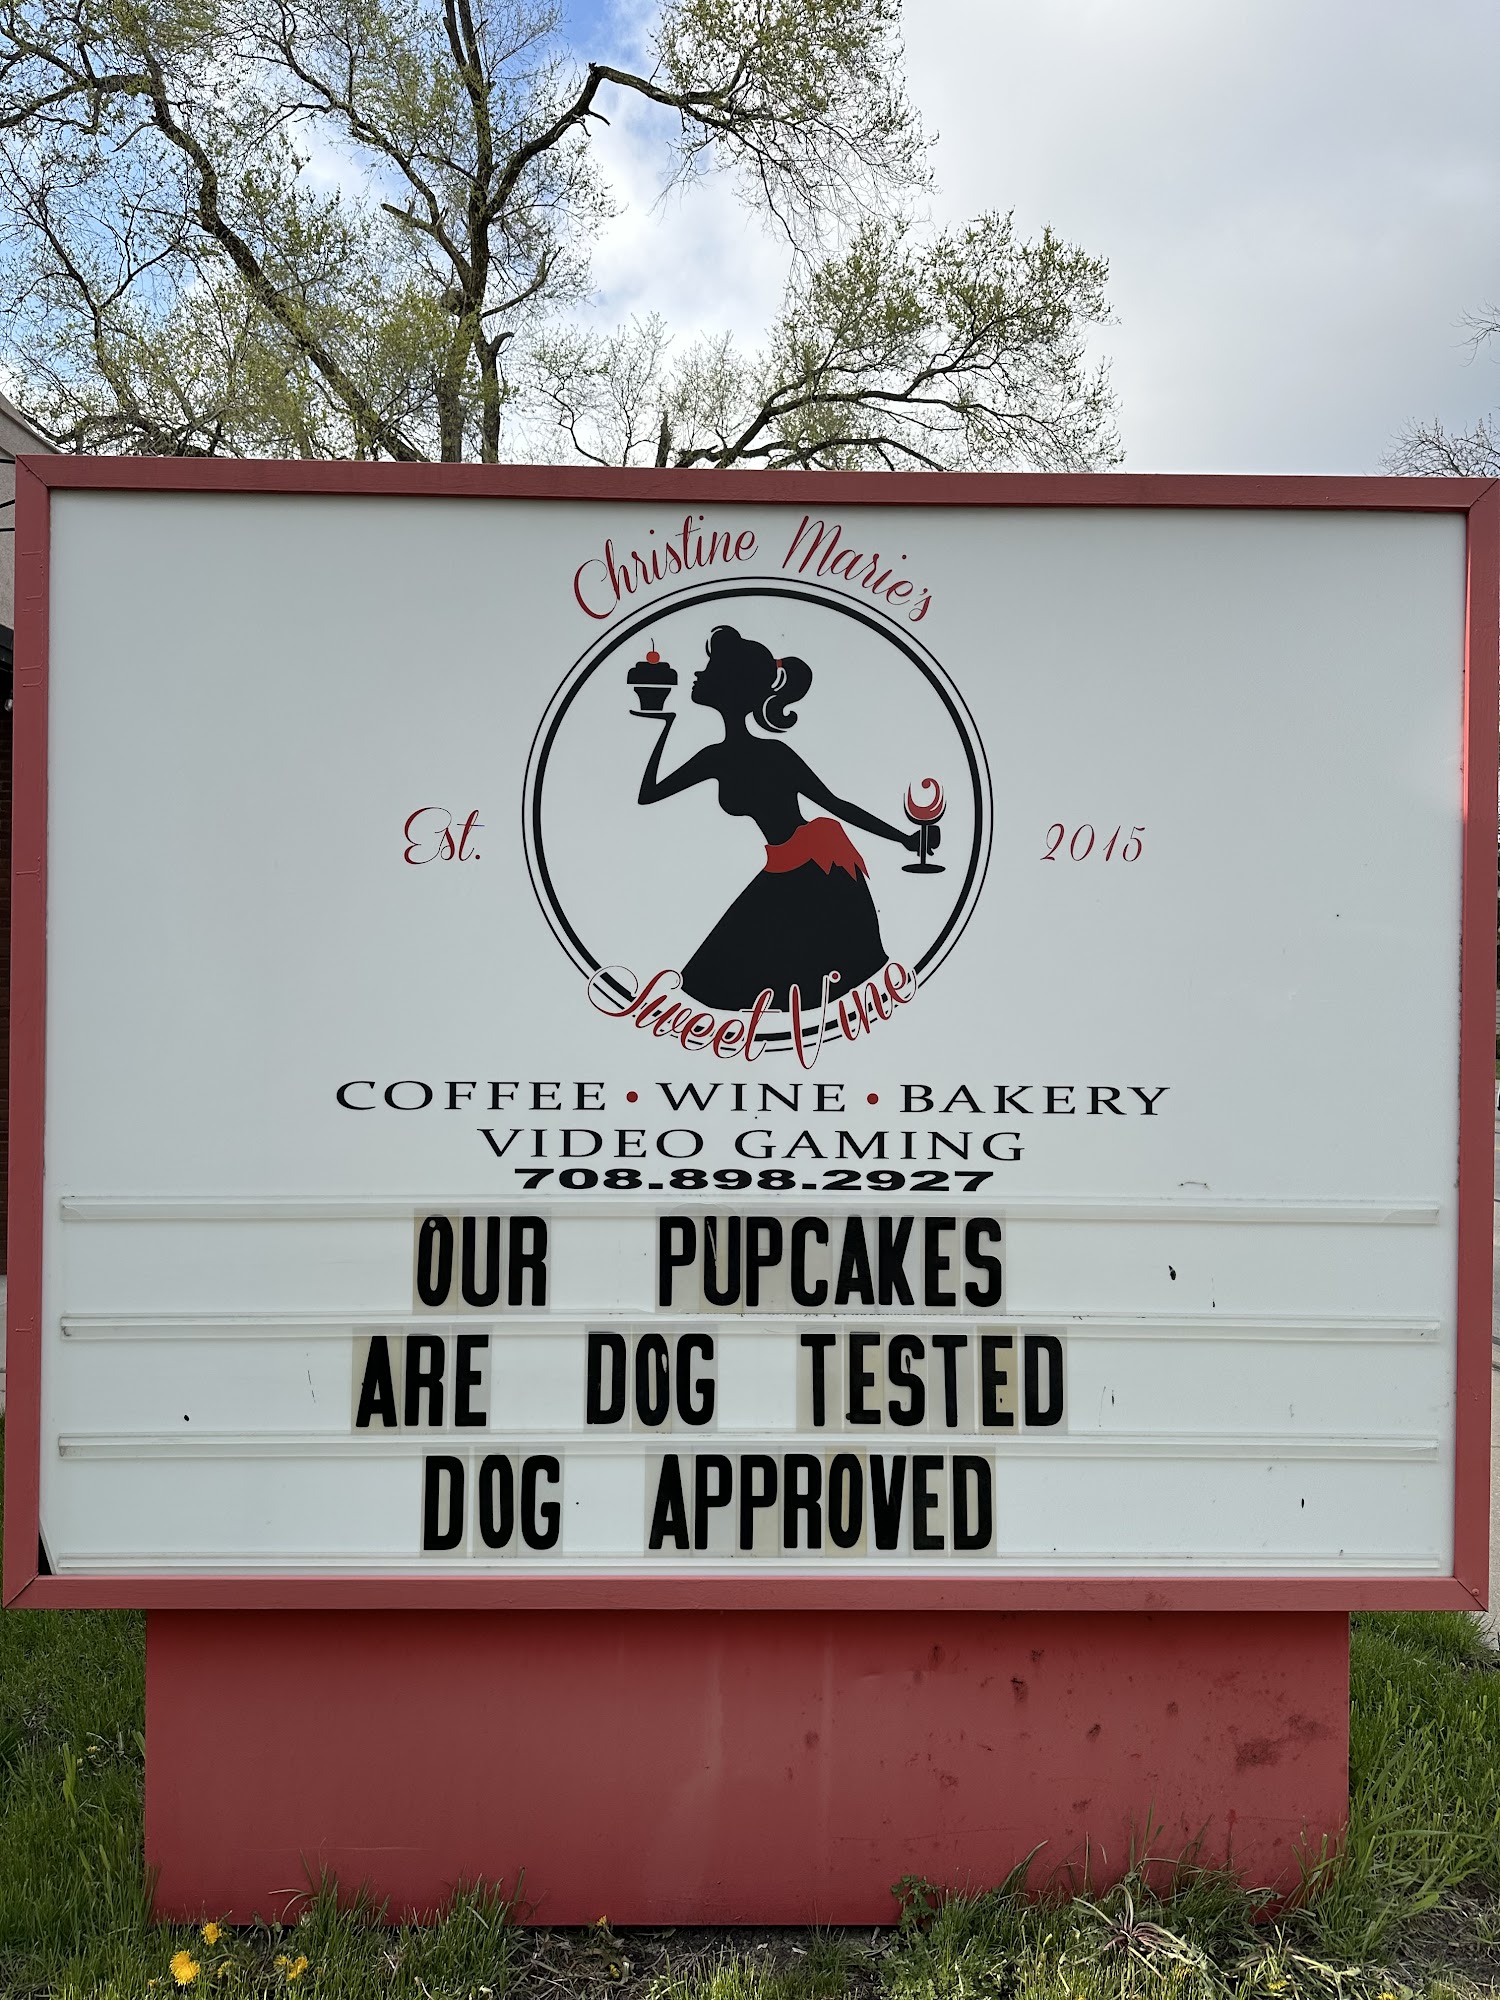 Christine Marie's
Est. 2015
Sweet Vine
COFFEE • WINE • BAKERY
VIDEO GAMING
708.898.2927
OUR PUPCAKES
ARE DOG TESTED
DOG APPROVED